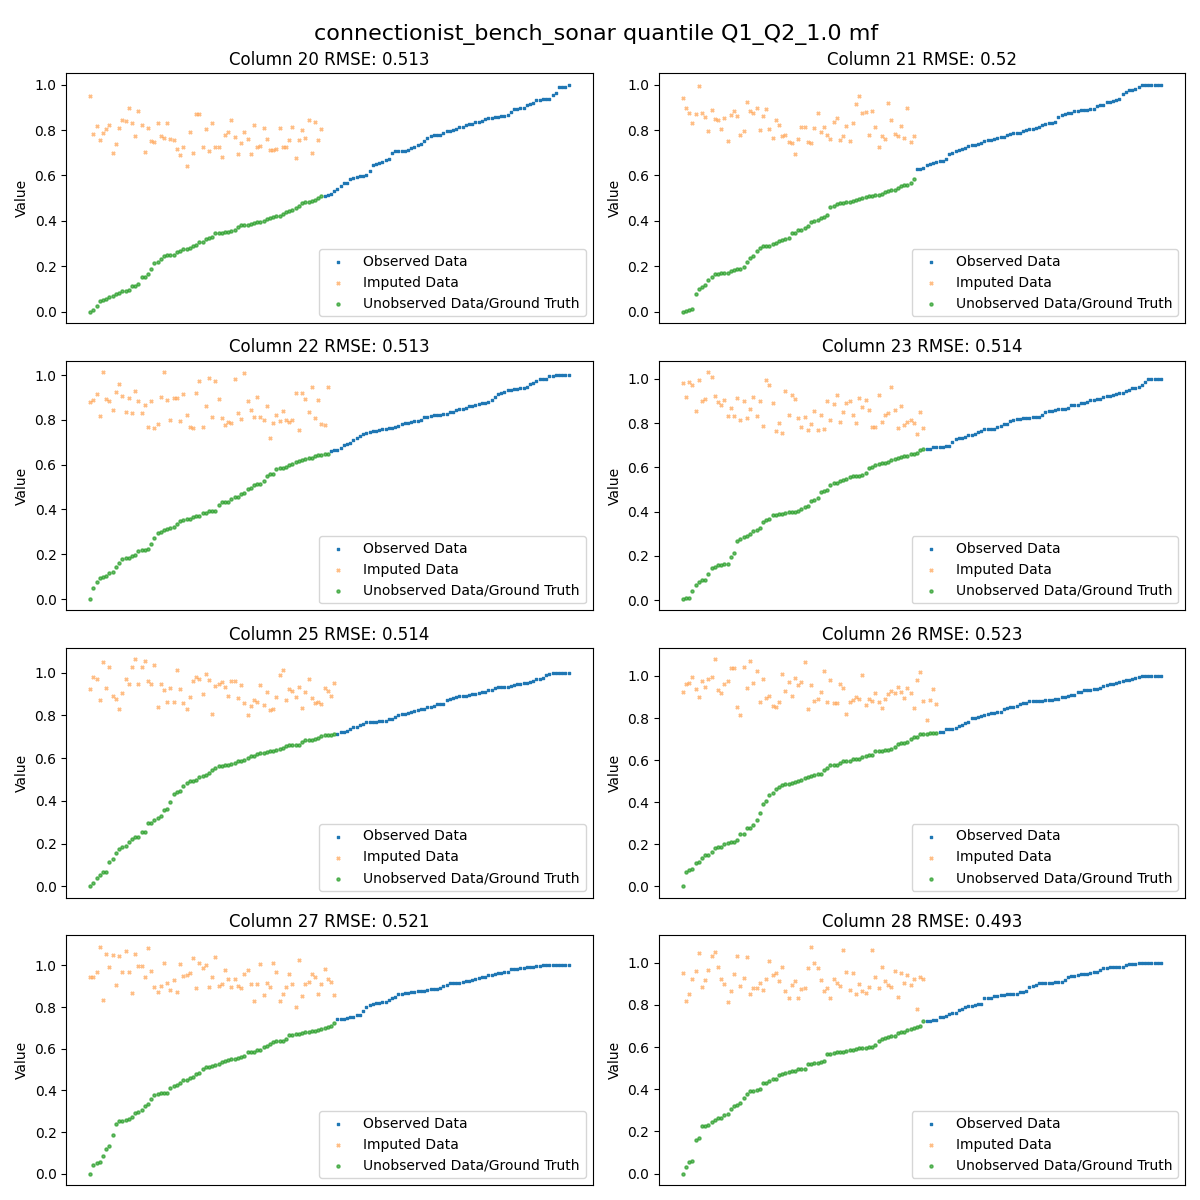 connectionist_bench_sonar quantile Q1_Q2_1.0 mf
Column 20 RMSE: 0.513
1.0
0.8
0.6
0.4
0.2
0.0
Value
Observed Data
Imputed Data
Unobserved Data/Ground Truth
Column 21 RMSE: 0.52
1.0
0.8
0.6
0.4
0.2
0.0
Value
Observed Data
Imputed Data
Unobserved Data/Ground Truth
Column 22 RMSE: 0.513
1.0
0.8
0.6
0.4
0.2
0.0
Value
Observed Data
Imputed Data
Unobserved Data/Ground Truth
Column 23 RMSE: 0.514
1.0
0.8
0.6
0.4
0.2
0.0
Value
Observed Data
Imputed Data
Unobserved Data/Ground Truth
Column 25 RMSE: 0.514
1.0
0.8
0.6
0.4
0.2
0.0
Value
Observed Data
Imputed Data
Unobserved Data/Ground Truth
Column 26 RMSE: 0.523
1.0
0.8
0.6
0.4
0.2
0.0
Value
Observed Data
Imputed Data
Unobserved Data/Ground Truth
Column 27 RMSE: 0.521
1.0
0.8
0.6
0.4
0.2
0.0
Value
Observed Data
Imputed Data
Unobserved Data/Ground Truth
Column 28 RMSE: 0.493
1.0
0.8
0.6
0.4
0.2
0.0
Value
Observed Data
Imputed Data
Unobserved Data/Ground Truth